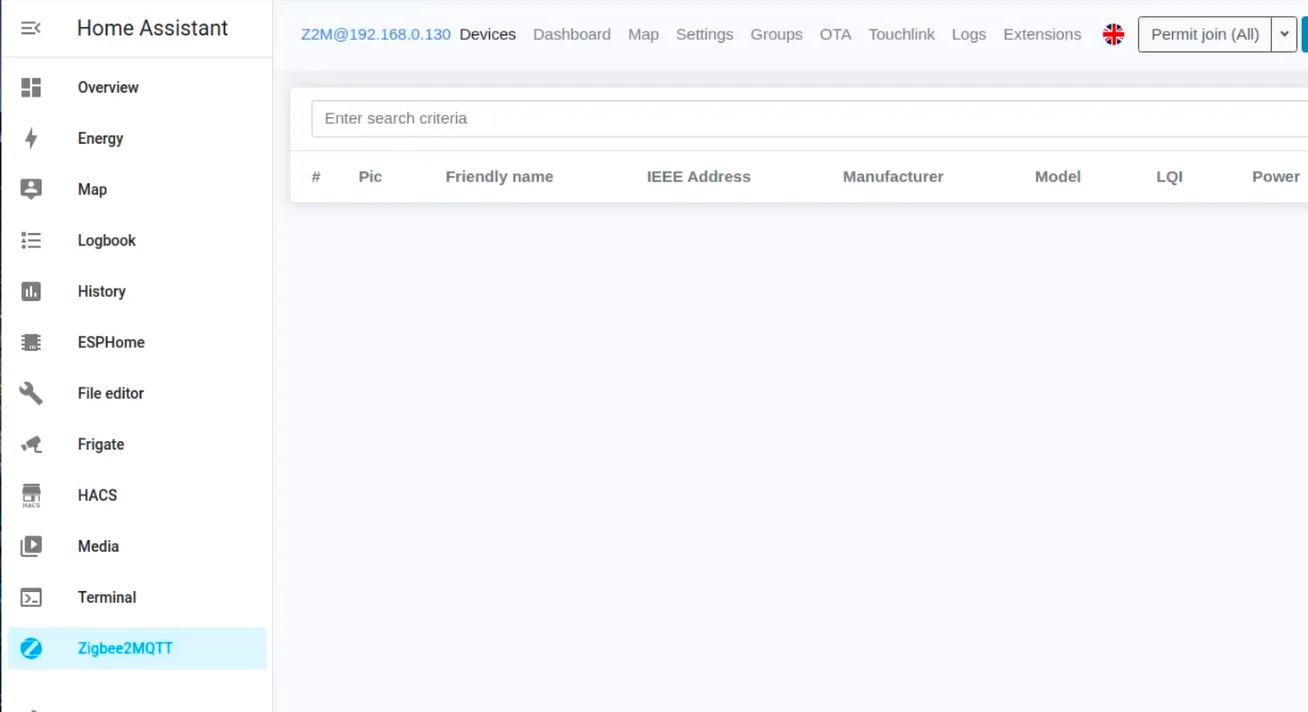 Home Assistant
Overview
Energy
Map
Logbook
History
ESPHome
File editor
Frigate
HACS
HACS
Media
Terminal
Zigbee2MQTT
Z2M@192.168.0.130 Devices Dashboard Map Settings Groups OTA Touchlink Logs Extensions Permit join (All)
Enter search criteria
# Pic Friendly name IEEE Address Manufacturer Model LQI Power